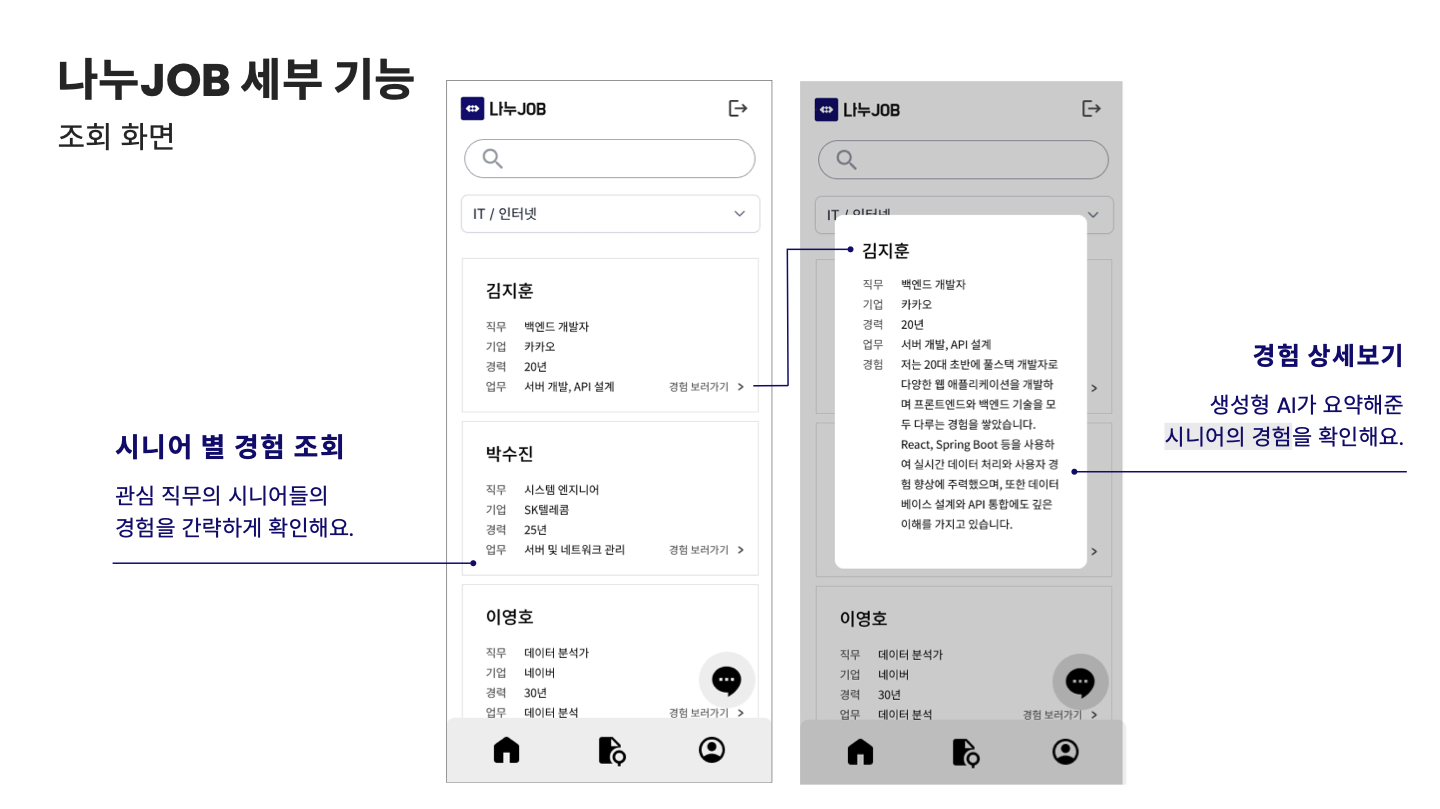 나누JOB 세부 기능
조회 화면
시니어 별 경험 조회
관심 직무의 시니어들의
경험을 간략하게 확인해요.
나누JOB
IT / 인터넷
김지훈
직무 백엔드 개발자
기업 카카오
경력 20년
업무 서버 개발, API 설계 경험 보러가기 >
박수진
직무 시스템 엔지니어
기업 SK텔레콤
경력 25년
업무 서버 및 네트워크 관리 경험 보러가기 >
이영호
직무 데이터 분석가
기업 네이버
경력 30년
업무 데이터 분석 경험 보러가기 >
나누JOB
IT / 인터넷
김지훈
직무 백엔드 개발자
기업 카카오
경력 20년
업무 서버 개발, API 설계
경험 저는 20대 초반에 풀스택 개발자로
다양한 웹 애플리케이션을 개발하
며 프론트엔드와 백엔드 기술을 모
두 다루는 경험을 쌓았습니다.
React, Spring Boot 등을 사용하
여 실시간 데이터 처리와 사용자 경
험 향상에 주력했으며, 또한 데이터
베이스 설계와 API 통합에도 깊은
이해를 가지고 있습니다.
>
>
이영호
직무 데이터 분석가
기업 네이버
경력 30년
업무 데이터 분석 경험 보러가기 >
경험 상세보기
생성형 AI가 요약해준
시니어의 경험을 확인해요.